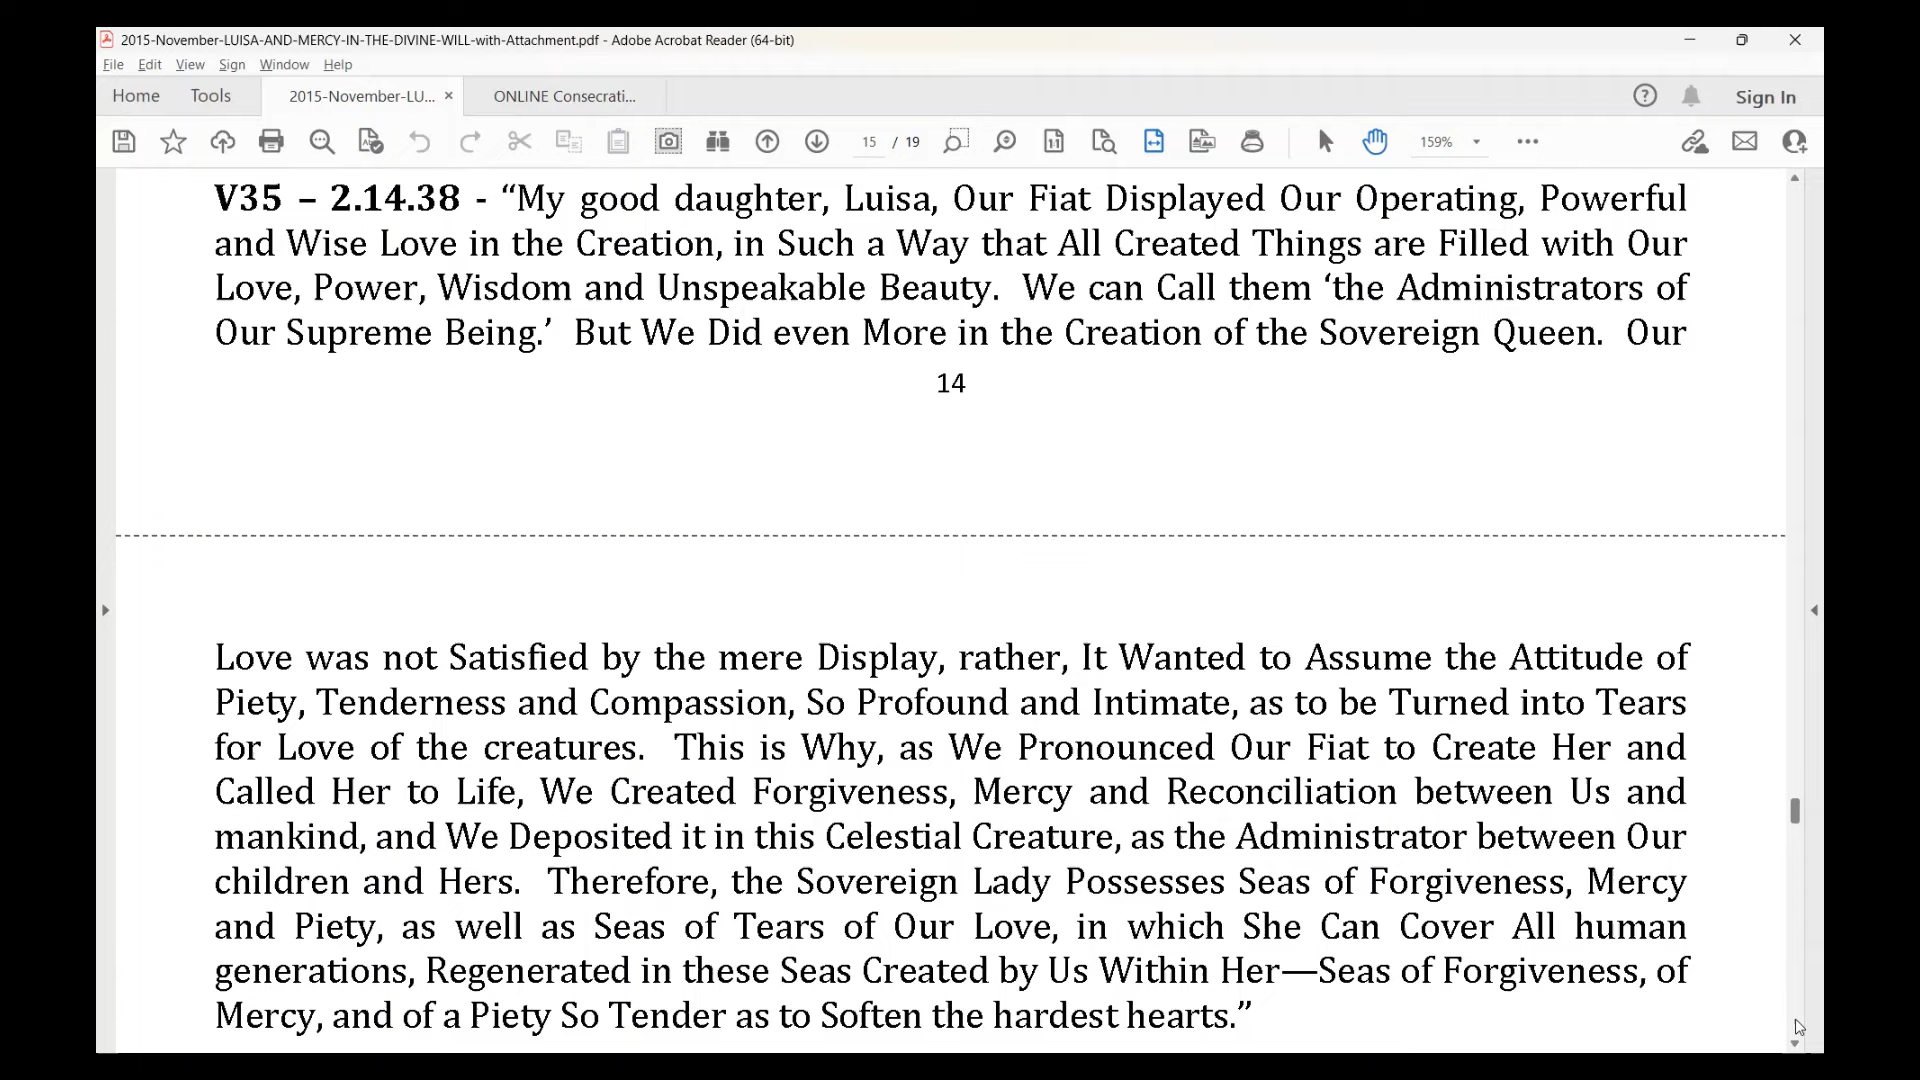 2015-November-LUISA-AND-MERCY-IN-THE-DIVINE-WILL-with-Attachment.pdf - Adobe Acrobat Reader (64-bit)
File Edit View Sign Window Help
Home Tools 2015-November-LU... × ONLINE Consecrati... Sign In
15 / 19 159%
V35 – 2.14.38 - “My good daughter, Luisa, Our Fiat Displayed Our Operating, Powerful
and Wise Love in the Creation, in Such a Way that All Created Things are Filled with Our
Love, Power, Wisdom and Unspeakable Beauty. We can Call them ‘the Administrators of
Our Supreme Being.’ But We Did even More in the Creation of the Sovereign Queen. Our
14
Love was not Satisfied by the mere Display, rather, It Wanted to Assume the Attitude of
Piety, Tenderness and Compassion, So Profound and Intimate, as to be Turned into Tears
for Love of the creatures. This is Why, as We Pronounced Our Fiat to Create Her and
Called Her to Life, We Created Forgiveness, Mercy and Reconciliation between Us and
mankind, and We Deposited it in this Celestial Creature, as the Administrator between Our
children and Hers. Therefore, the Sovereign Lady Possesses Seas of Forgiveness, Mercy
and Piety, as well as Seas of Tears of Our Love, in which She Can Cover All human
generations, Regenerated in these Seas Created by Us Within Her—Seas of Forgiveness, of
Mercy, and of a Piety So Tender as to Soften the hardest hearts.”